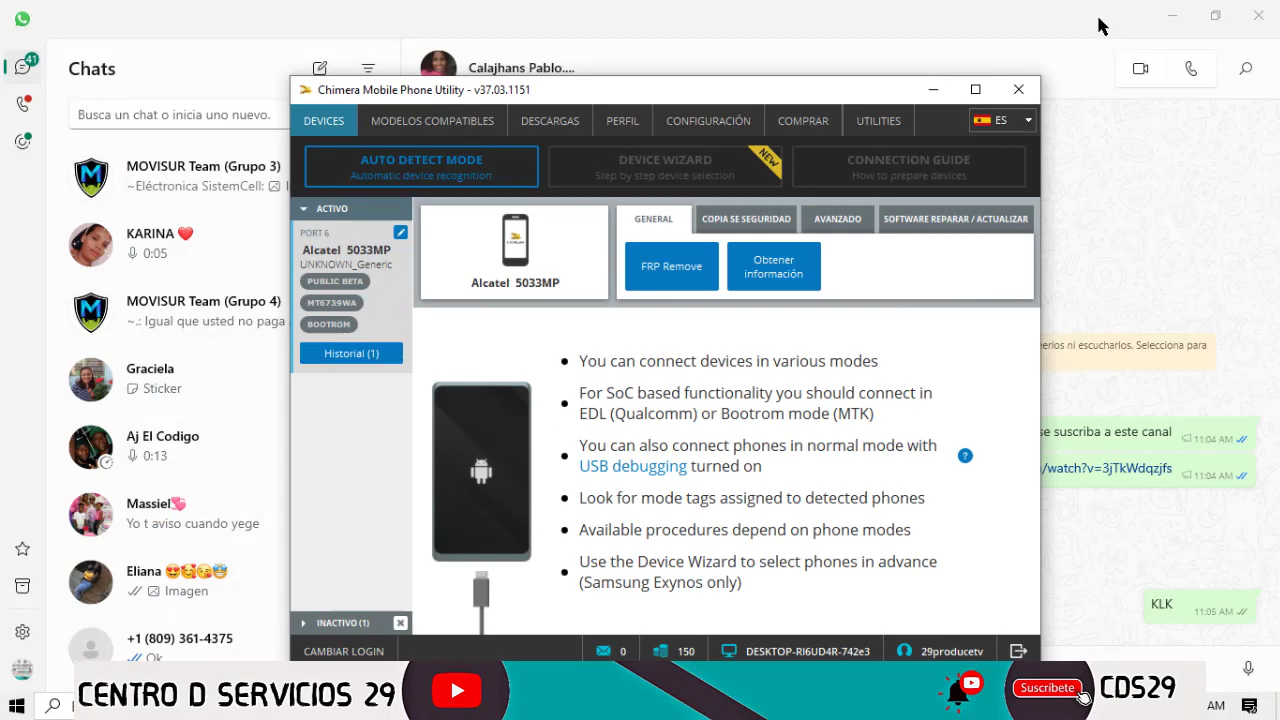 Chats
Calajhans Pablo....
Busca un chat o inicia uno nuevo.
41
MOVISUR Team (Grupo 3)
~Eléctronica SistemCell:
KARINA ❤️
0:05
MOVISUR Team (Grupo 4)
~.: Igual que usted no paga
Graciela
Sticker
Aj El Codigo
0:13
Massiel💞
Yo t aviso cuando yege
Eliana 😍🥰😘🤩
Imagen
+1 (809) 361-4375
Ok
Chimera Mobile Phone Utility - v37.03.1151
DEVICES MODELOS COMPATIBLES DESCARGAS PERFIL CONFIGURACIÓN COMPRAR UTILITIES ES
AUTO DETECT MODE
Automatic device recognition
DEVICE WIZARD
Step by step device selection
NEW
CONNECTION GUIDE
How to prepare devices
ACTIVO
PORT 6
Alcatel 5033MP
UNKNOWN_Generic
PUBLIC BETA
MT6739WA
BOOTROM
Historial (1)
Alcatel 5033MP
GENERAL COPIA SE SEGURIDAD AVANZADO SOFTWARE REPARAR / ACTUALIZAR
FRP Remove
Obtener
información
• You can connect devices in various modes
• For SoC based functionality you should connect in
EDL (Qualcomm) or Bootrom mode (MTK)
• You can also connect phones in normal mode with
USB debugging turned on
?
• Look for mode tags assigned to detected phones
• Available procedures depend on phone modes
• Use the Device Wizard to select phones in advance
(Samsung Exynos only)
INACTIVO (1)
CAMBIAR LOGIN 0 150 DESKTOP-RI6UD4R-742e3 29producetv
eerlos ni escucharlos. Selecciona para
se suscriba a este canal 11:04 AM
/watch?v=3jTkWdqzjfs 11:04 AM
KLK 11:05 AM
CENTRO D SERVICIOS 29
Suscríbete
CDS29
AM